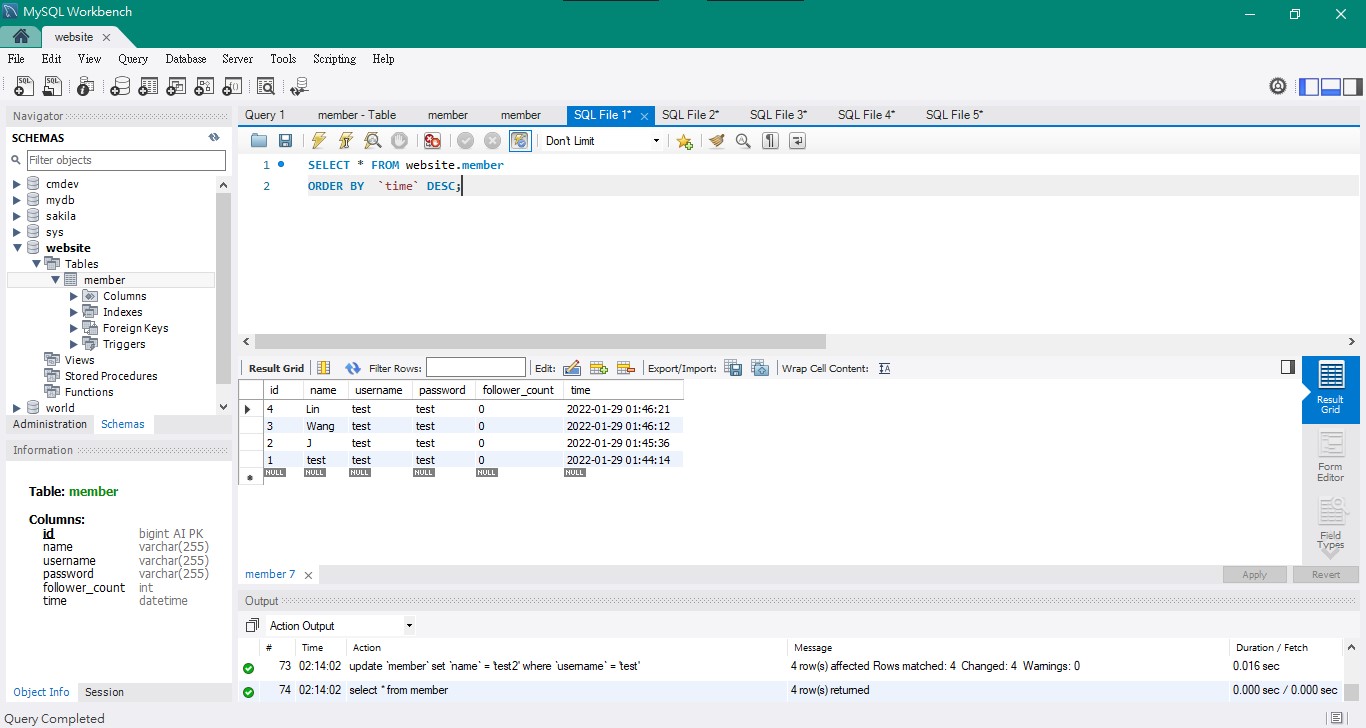 MySQL Workbench
website
File Edit View Query Database Server Tools Scripting Help
Navigator
SCHEMAS
Filter objects
cmdev
mydb
sakila
sys
website
Tables
member
Columns
Indexes
Foreign Keys
Triggers
Views
Stored Procedures
Functions
world
Administration Schemas
Information
Table: member
Columns:
id bigint AI PK
name varchar(255)
username varchar(255)
password varchar(255)
follower_count int
time datetime
Object Info Session
Query 1 member - Table member member SQL File 1* SQL File 2* SQL File 3* SQL File 4* SQL File 5*
Don't Limit
1 SELECT * FROM website.member
2 ORDER BY `time` DESC;
Result Grid Filter Rows: Edit: Export/Import: Wrap Cell Content:
id name username password follower_count time
4 Lin test test 0 2022-01-29 01:46:21
3 Wang test test 0 2022-01-29 01:46:12
2 J test test 0 2022-01-29 01:45:36
1 test test test 0 2022-01-29 01:44:14
NULL NULL NULL NULL NULL NULL
Result
Grid
Form
Editor
Field
Types
member 7
Apply Revert
Output
Action Output
# Time Action Message Duration / Fetch
73 02:14:02 update `member` set `name` = 'test2' where `username` = 'test' 4 row(s) affected Rows matched: 4 Changed: 4 Warnings: 0 0.016 sec
74 02:14:02 select * from member 4 row(s) returned 0.000 sec / 0.000 sec
Query Completed